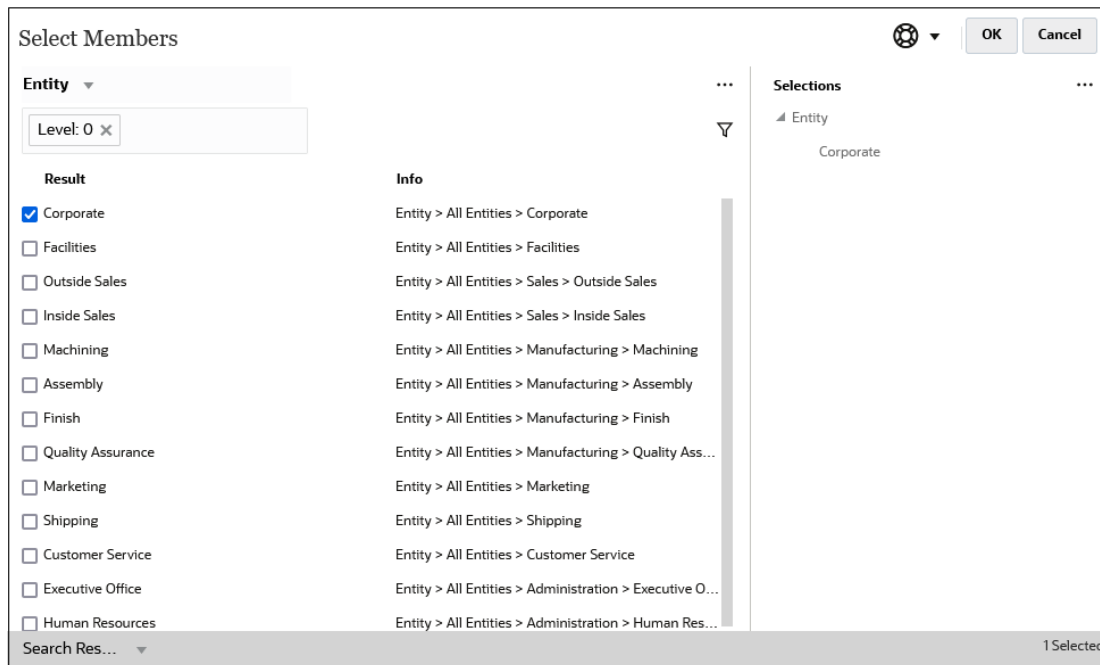 Select Members
OK
Cancel
Entity
Selections
Level: 0
Entity
Corporate
Result Info
Corporate Entity > All Entities > Corporate
Facilities Entity > All Entities > Facilities
Outside Sales Entity > All Entities > Sales > Outside Sales
Inside Sales Entity > All Entities > Sales > Inside Sales
Machining Entity > All Entities > Manufacturing > Machining
Assembly Entity > All Entities > Manufacturing > Assembly
Finish Entity > All Entities > Manufacturing > Finish
Quality Assurance Entity > All Entities > Manufacturing > Quality Ass...
Marketing Entity > All Entities > Marketing
Shipping Entity > All Entities > Shipping
Customer Service Entity > All Entities > Customer Service
Executive Office Entity > All Entities > Administration > Executive O...
Human Resources Entity > All Entities > Administration > Human Res...
Search Res...
1 Selected